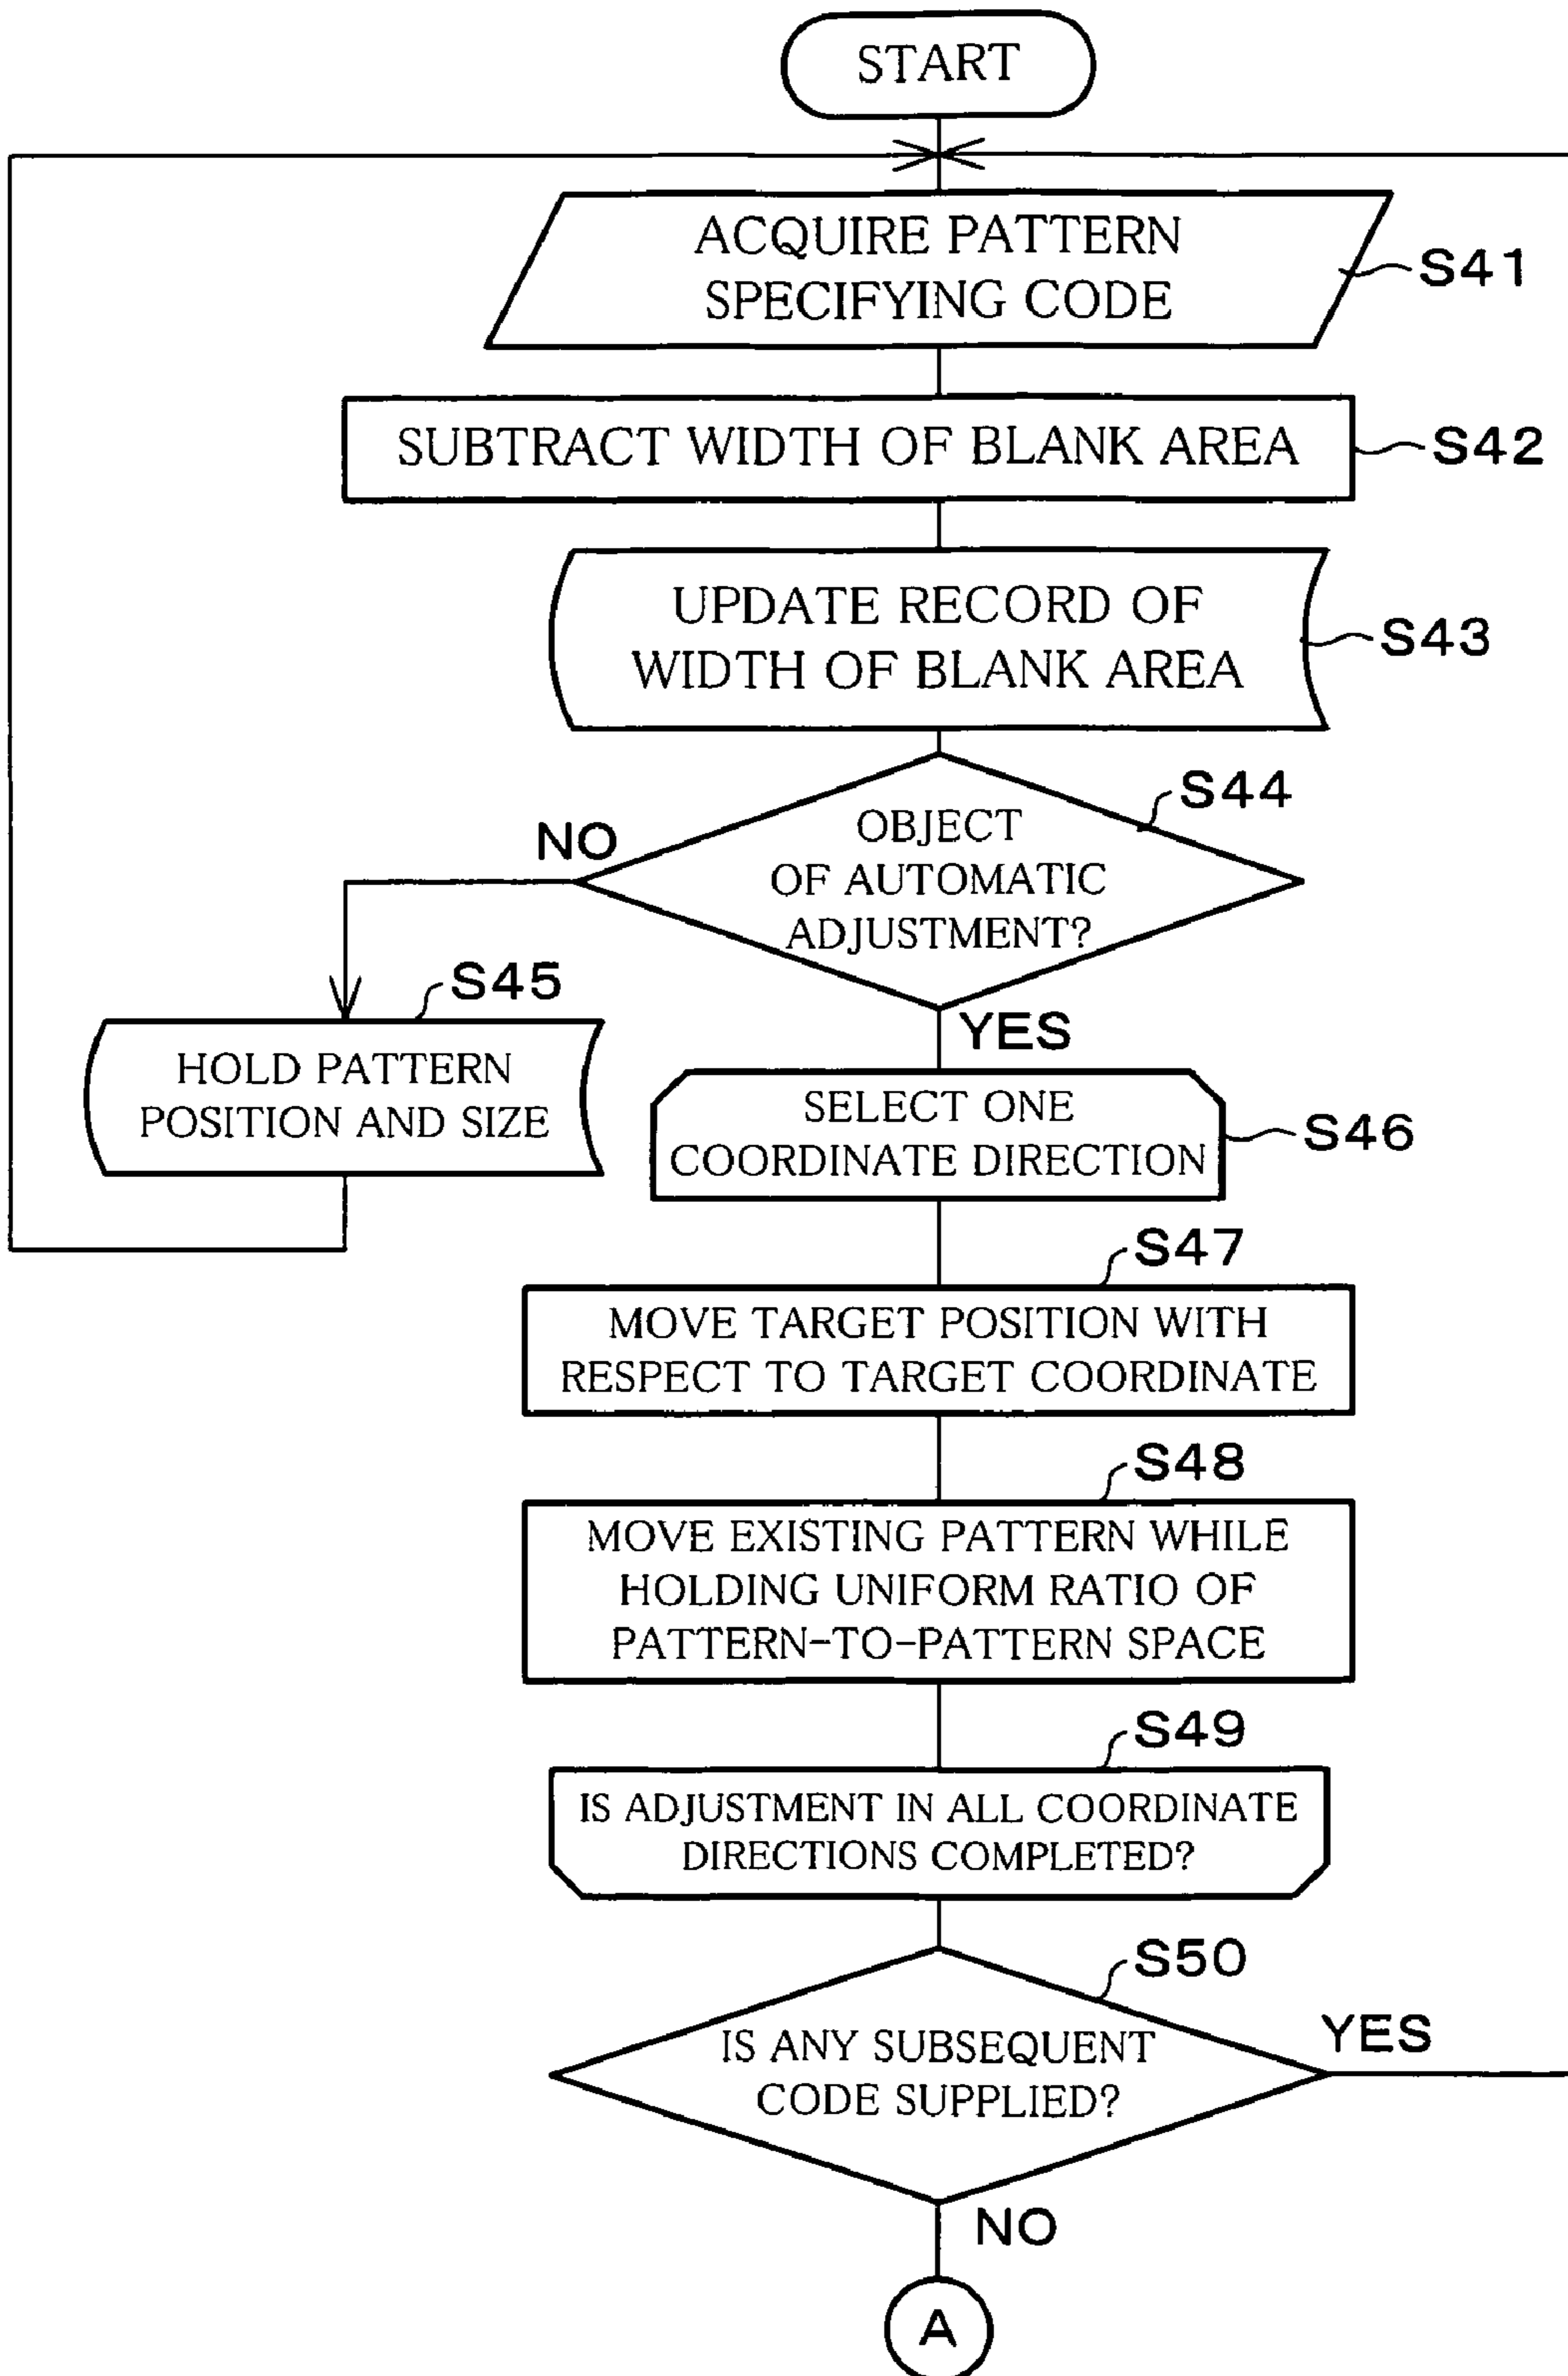 START
ACQUIRE PATTERN
SPECIFYING CODE
S41
SUBTRACT WIDTH OF BLANK AREA
S42
UPDATE RECORD OF
WIDTH OF BLANK AREA
S43
S44
OBJECT
OF AUTOMATIC
ADJUSTMENT?
NO
YES
S45
HOLD PATTERN
POSITION AND SIZE
SELECT ONE
COORDINATE DIRECTION
S46
S47
MOVE TARGET POSITION WITH
RESPECT TO TARGET COORDINATE
S48
MOVE EXISTING PATTERN WHILE
HOLDING UNIFORM RATIO OF
PATTERN-TO-PATTERN SPACE
S49
IS ADJUSTMENT IN ALL COORDINATE
DIRECTIONS COMPLETED?
S50
IS ANY SUBSEQUENT
CODE SUPPLIED?
YES
NO
A